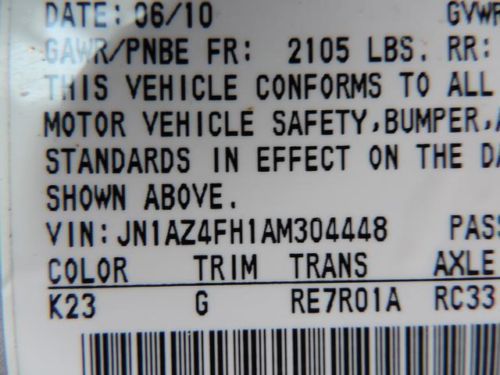 DATE: 06/10 GVWR
GAWR/PNBE FR: 2105 LBS. RR:
THIS VEHICLE CONFORMS TO ALL
MOTOR VEHICLE SAFETY,BUMPER,A
STANDARDS IN EFFECT ON THE DA
SHOWN ABOVE.
VIN:JN1AZ4FH1AM304448 PAS
COLOR TRIM TRANS AXLE
K23 G RE7R01A RC33